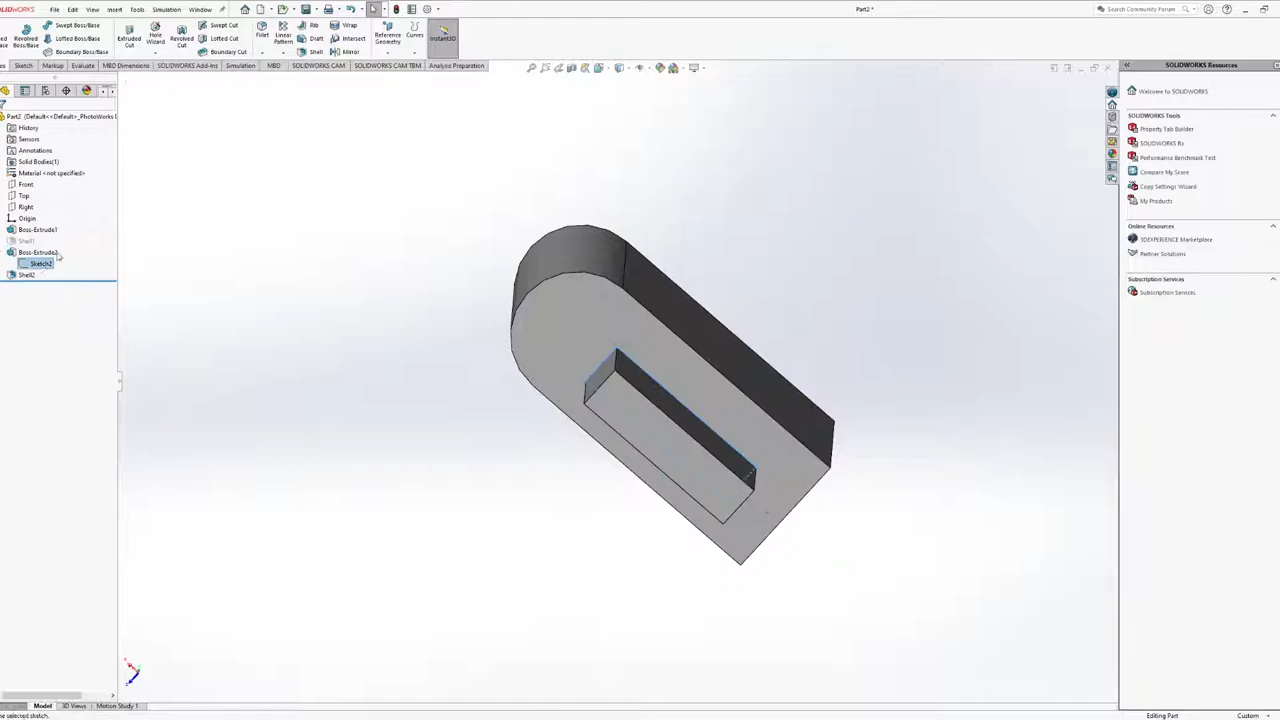 SOLIDWORKS
File Edit View Insert Tools Simulation Window
Part2 *
Search Community Forum
Revolved Boss/Base
Swept Boss/Base
Lofted Boss/Base
Boundary Boss/Base
Extruded Cut
Hole Wizard
Revolved Cut
Swept Cut
Lofted Cut
Boundary Cut
Fillet
Linear Pattern
Rib
Draft
Shell
Wrap
Intersect
Mirror
Reference Geometry
Curves
Instant3D
Sketch Markup Evaluate MBD Dimensions SOLIDWORKS Add-Ins Simulation MBD SOLIDWORKS CAM SOLIDWORKS CAM TBM Analysis Preparation
SOLIDWORKS Resources
Part2 (Default<<Default>_PhotoWorks
History
Sensors
Annotations
Solid Bodies(1)
Material <not specified>
Front
Top
Right
Origin
Boss-Extrude1
Shell1
Boss-Extrude2
Sketch2
Shell2
Welcome to SOLIDWORKS
SOLIDWORKS Tools
Property Tab Builder
SOLIDWORKS Rx
Performance Benchmark Test
Compare My Score
Copy Settings Wizard
My Products
Online Resources
3DEXPERIENCE Marketplace
Partner Solutions
Subscription Services
Subscription Services
Model 3D Views Motion Study 1
selected sketch.
Editing Part
Custom